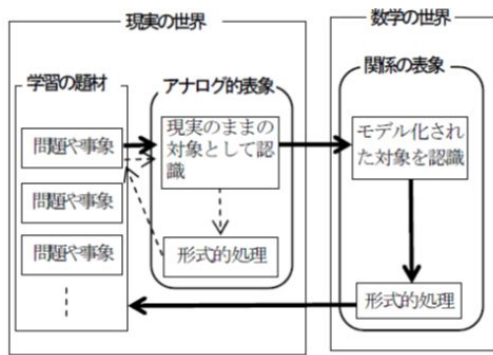 現実の世界
数学の世界
学習の題材
アナログ的表象
関係の表象
問題や事象
現実のままの
対象として認
識
モデル化され
た対象を認識
問題や事象
問題や事象
形式的処理
形式的処理